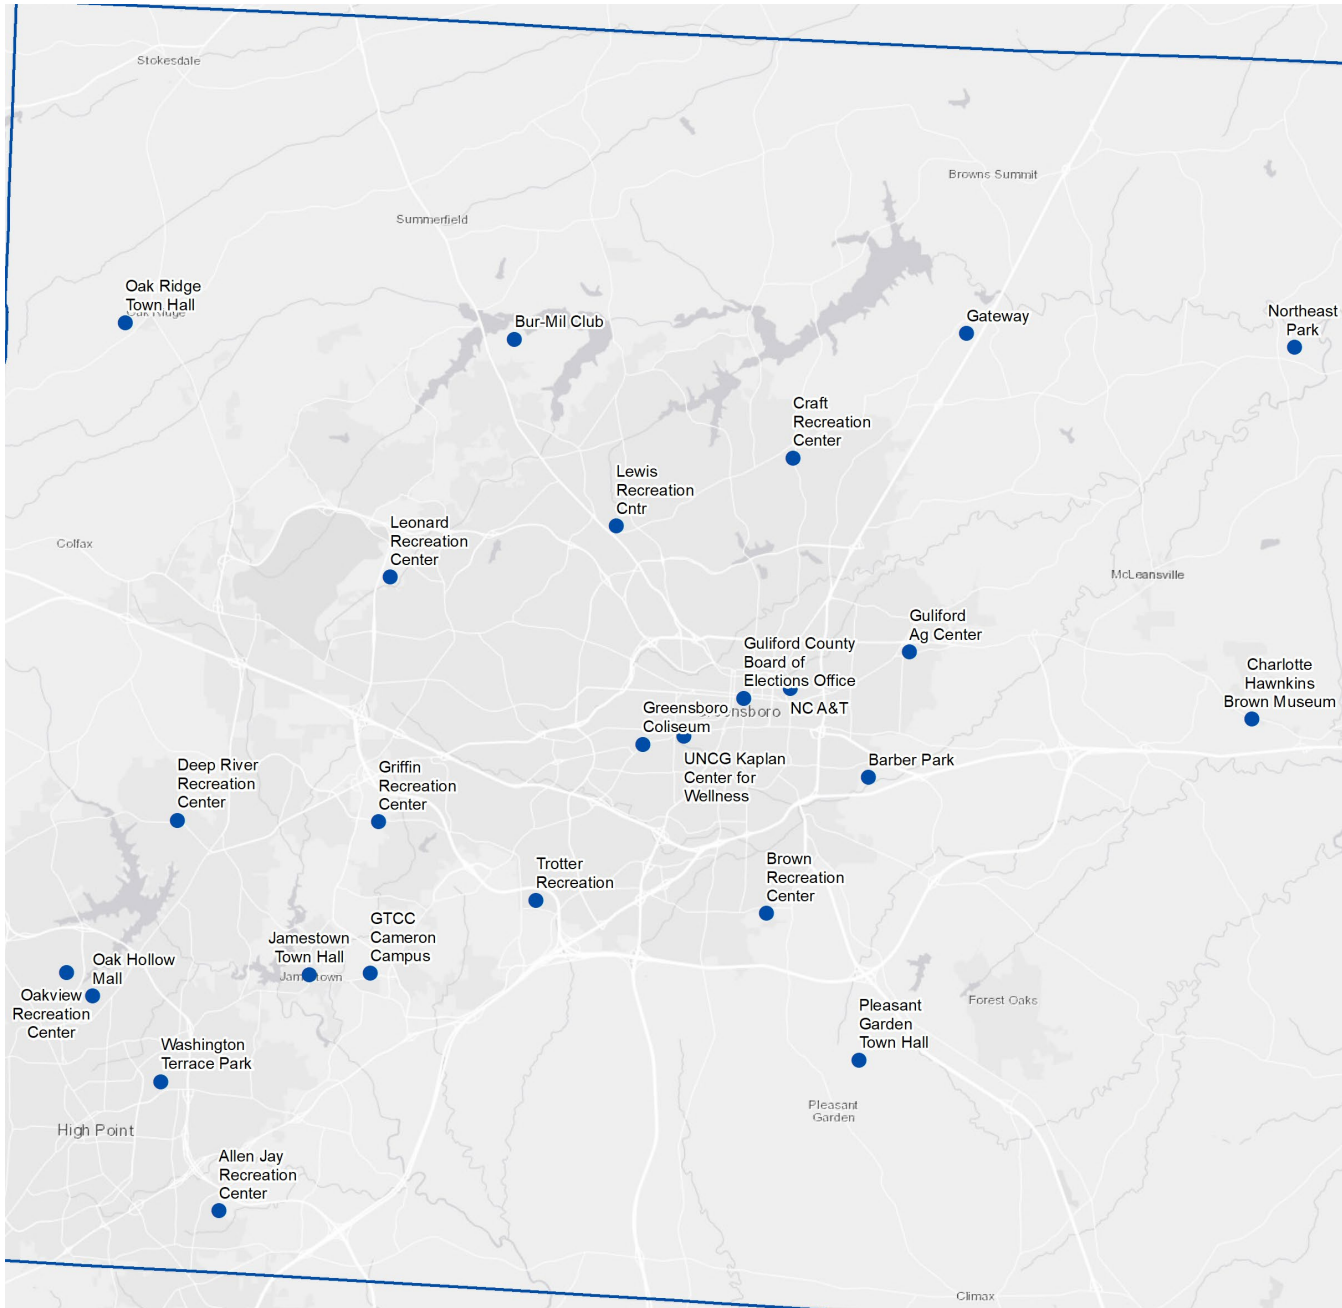 Stokesdale
Browns Summit
Summerfield
Oak Ridge
Town Hall
Oak Ridge
Bur-Mil Club
Gateway
Northeast
Park
Craft
Recreation
Center
Lewis
Recreation
Cntr
Leonard
Recreation
Center
Colfax
McLeansville
Guliford
Ag Center
Guliford County
Board of
Elections Office
Charlotte
Hawnkins
Brown Museum
Greensboro
Coliseum
Greensboro
NC A&T
UNCG Kaplan
Center for
Wellness
Barber Park
Deep River
Recreation
Center
Griffin
Recreation
Center
Trotter
Recreation
Brown
Recreation
Center
GTCC
Cameron
Campus
Jamestown
Town Hall
Jamestown
Oak Hollow
Mall
Oakview
Recreation
Center
Forest Oaks
Pleasant
Garden
Town Hall
Washington
Terrace Park
Pleasant
Garden
High Point
Allen Jay
Recreation
Center
Climax